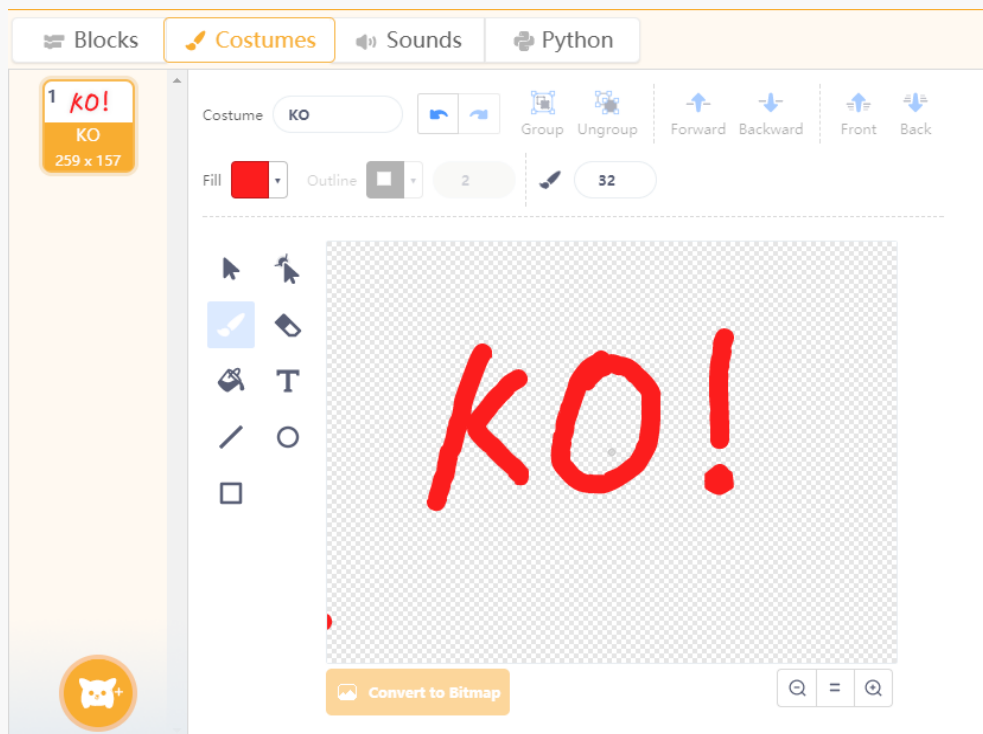 Blocks Costumes Sounds Python
1 KO!
KO
259 x 157
Costume KO Group Ungroup Forward Backward Front Back
Fill Outline 2 32
KO!
Convert to Bitmap